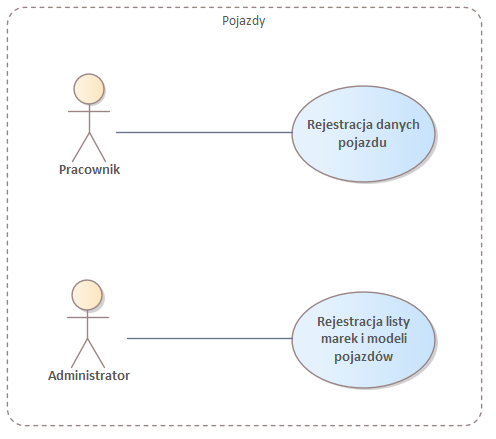 Pojazdy
Rejestracja danych
pojazdu
Pracownik
Rejestracja listy
marek i modeli
pojazdów
Administrator